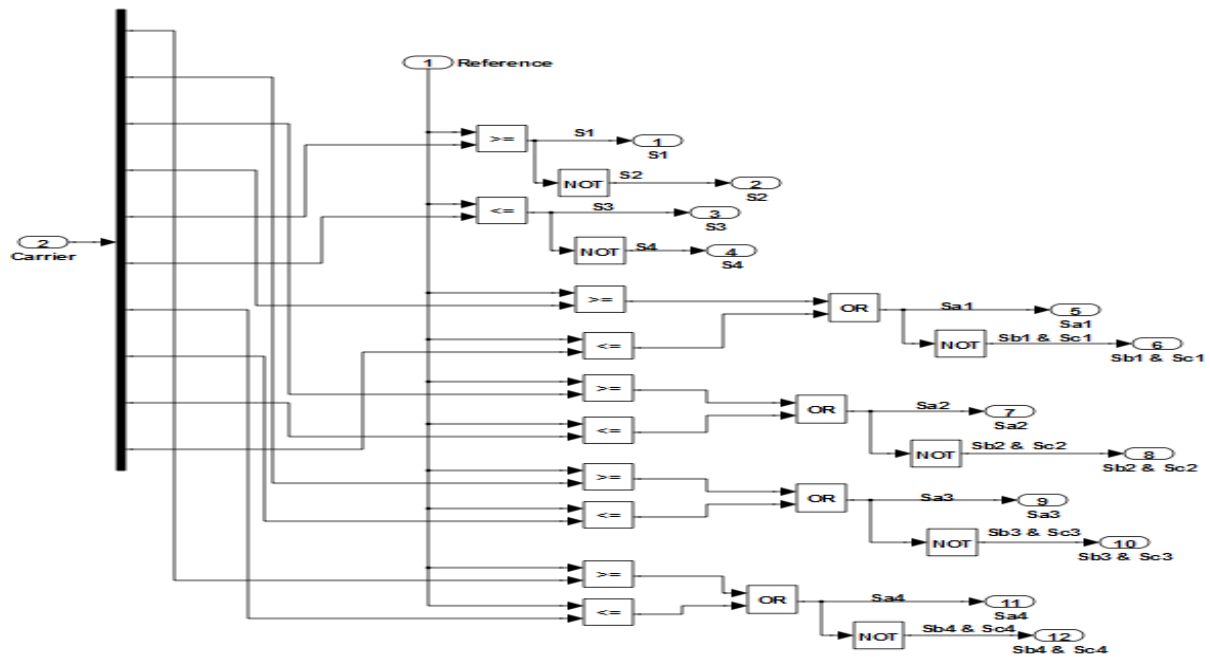 1 Reference
>= S1 1
S1
NOT S2 2
S2
<= S3 3
S3
NOT S4 4
S4
2
Carrier
>= OR Sa1 5
Sa1
<= NOT Sb1 & Sc1 6
Sb1 & Sc1
>= OR Sa2 7
Sa2
<= NOT Sb2 & Sc2 8
Sb2 & Sc2
>= OR Sa3 9
Sa3
<= NOT Sb3 & Sc3 10
Sb3 & Sc3
>= OR Sa4 11
Sa4
<= NOT Sb4 & Sc4 12
Sb4 & Sc4